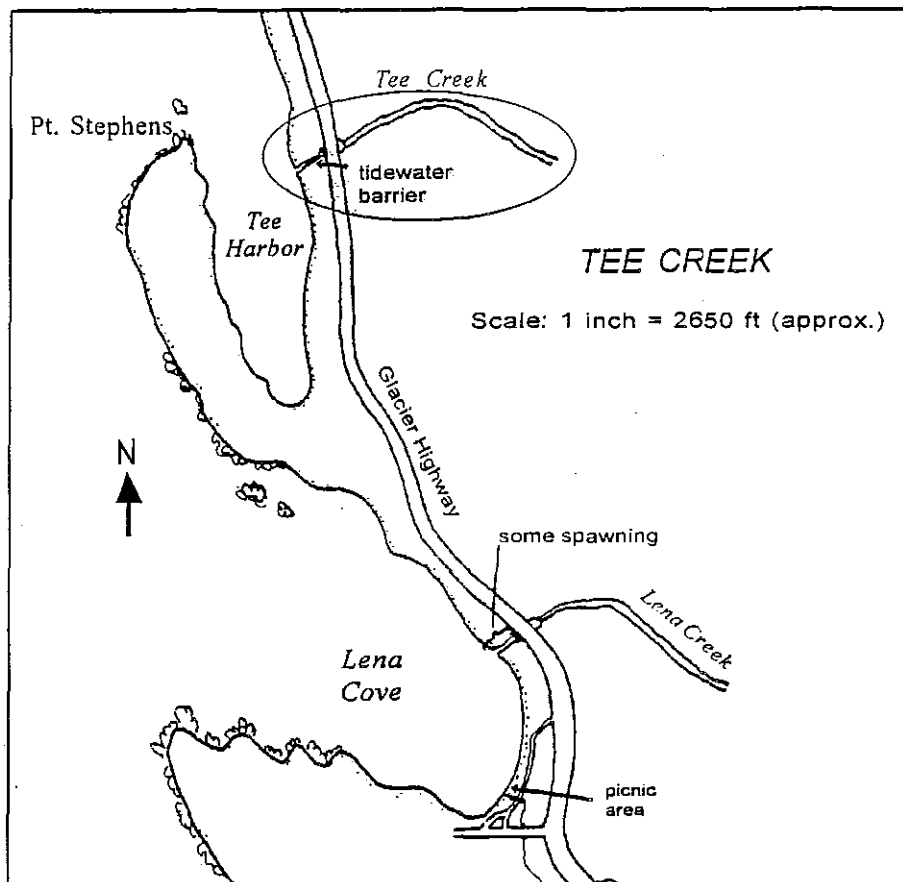 Tee Creek
Pt. Stephens
tidewater
barrier
Tee
Harbor
TEE CREEK
Scale: 1 inch = 2650 ft (approx.)
Glacier Highway
N
some spawning
Lena Creek
Lena
Cove
picnic
area